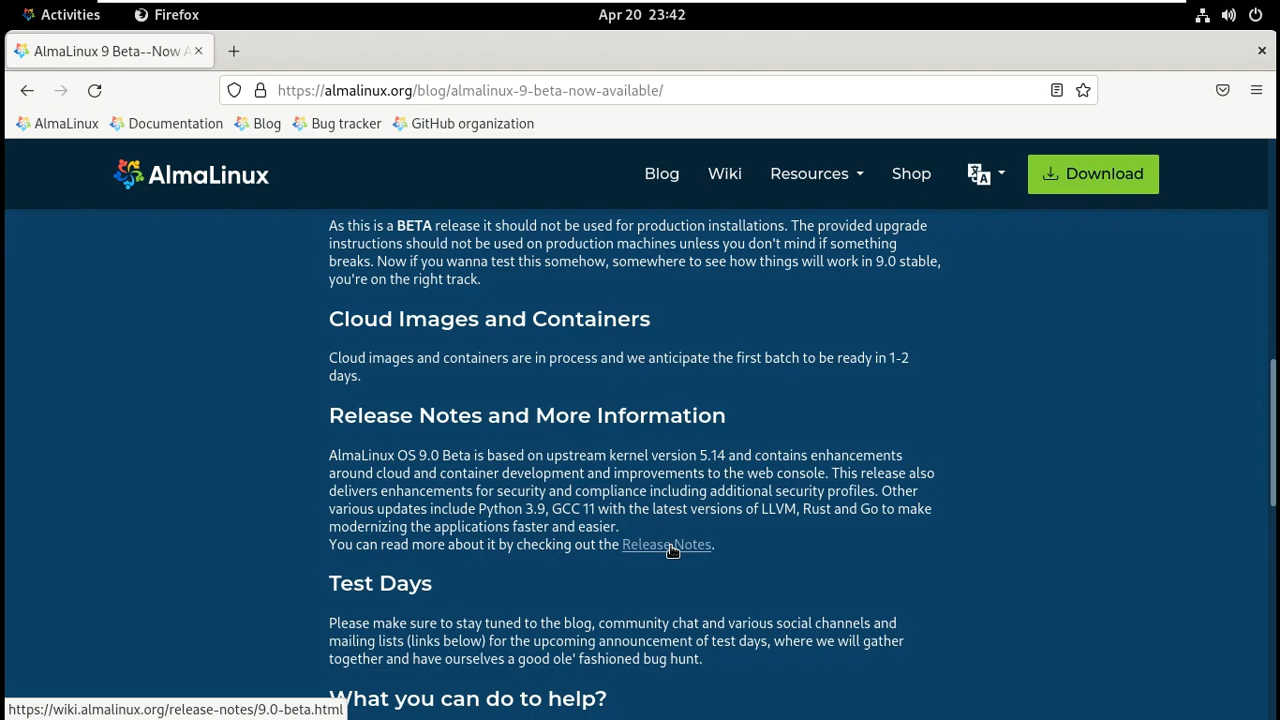 Activities Firefox Apr 20 23:42
AlmaLinux 9 Beta--Now A
https://almalinux.org/blog/almalinux-9-beta-now-available/
AlmaLinux Documentation Blog Bug tracker GitHub organization
AlmaLinux Blog Wiki Resources Shop Download
As this is a BETA release it should not be used for production installations. The provided upgrade
instructions should not be used on production machines unless you don't mind if something
breaks. Now if you wanna test this somehow, somewhere to see how things will work in 9.0 stable,
you're on the right track.
Cloud Images and Containers
Cloud images and containers are in process and we anticipate the first batch to be ready in 1-2
days.
Release Notes and More Information
AlmaLinux OS 9.0 Beta is based on upstream kernel version 5.14 and contains enhancements
around cloud and container development and improvements to the web console. This release also
delivers enhancements for security and compliance including additional security profiles. Other
various updates include Python 3.9, GCC 11 with the latest versions of LLVM, Rust and Go to make
modernizing the applications faster and easier.
You can read more about it by checking out the Release Notes.
Test Days
Please make sure to stay tuned to the blog, community chat and various social channels and
mailing lists (links below) for the upcoming announcement of test days, where we will gather
together and have ourselves a good ole' fashioned bug hunt.
What you can do to help?
https://wiki.almalinux.org/release-notes/9.0-beta.html